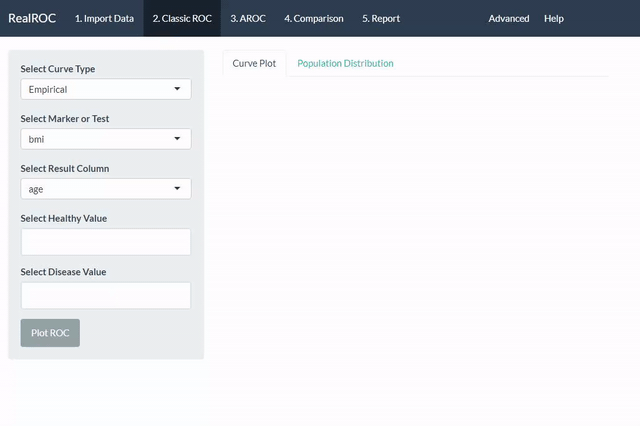 RealROC 1. Import Data 2. Classic ROC 3. AROC 4. Comparison 5. Report Advanced Help
Select Curve Type
Empirical
Select Marker or Test
bmi
Select Result Column
age
Select Healthy Value
Select Disease Value
Plot ROC
Curve Plot Population Distribution